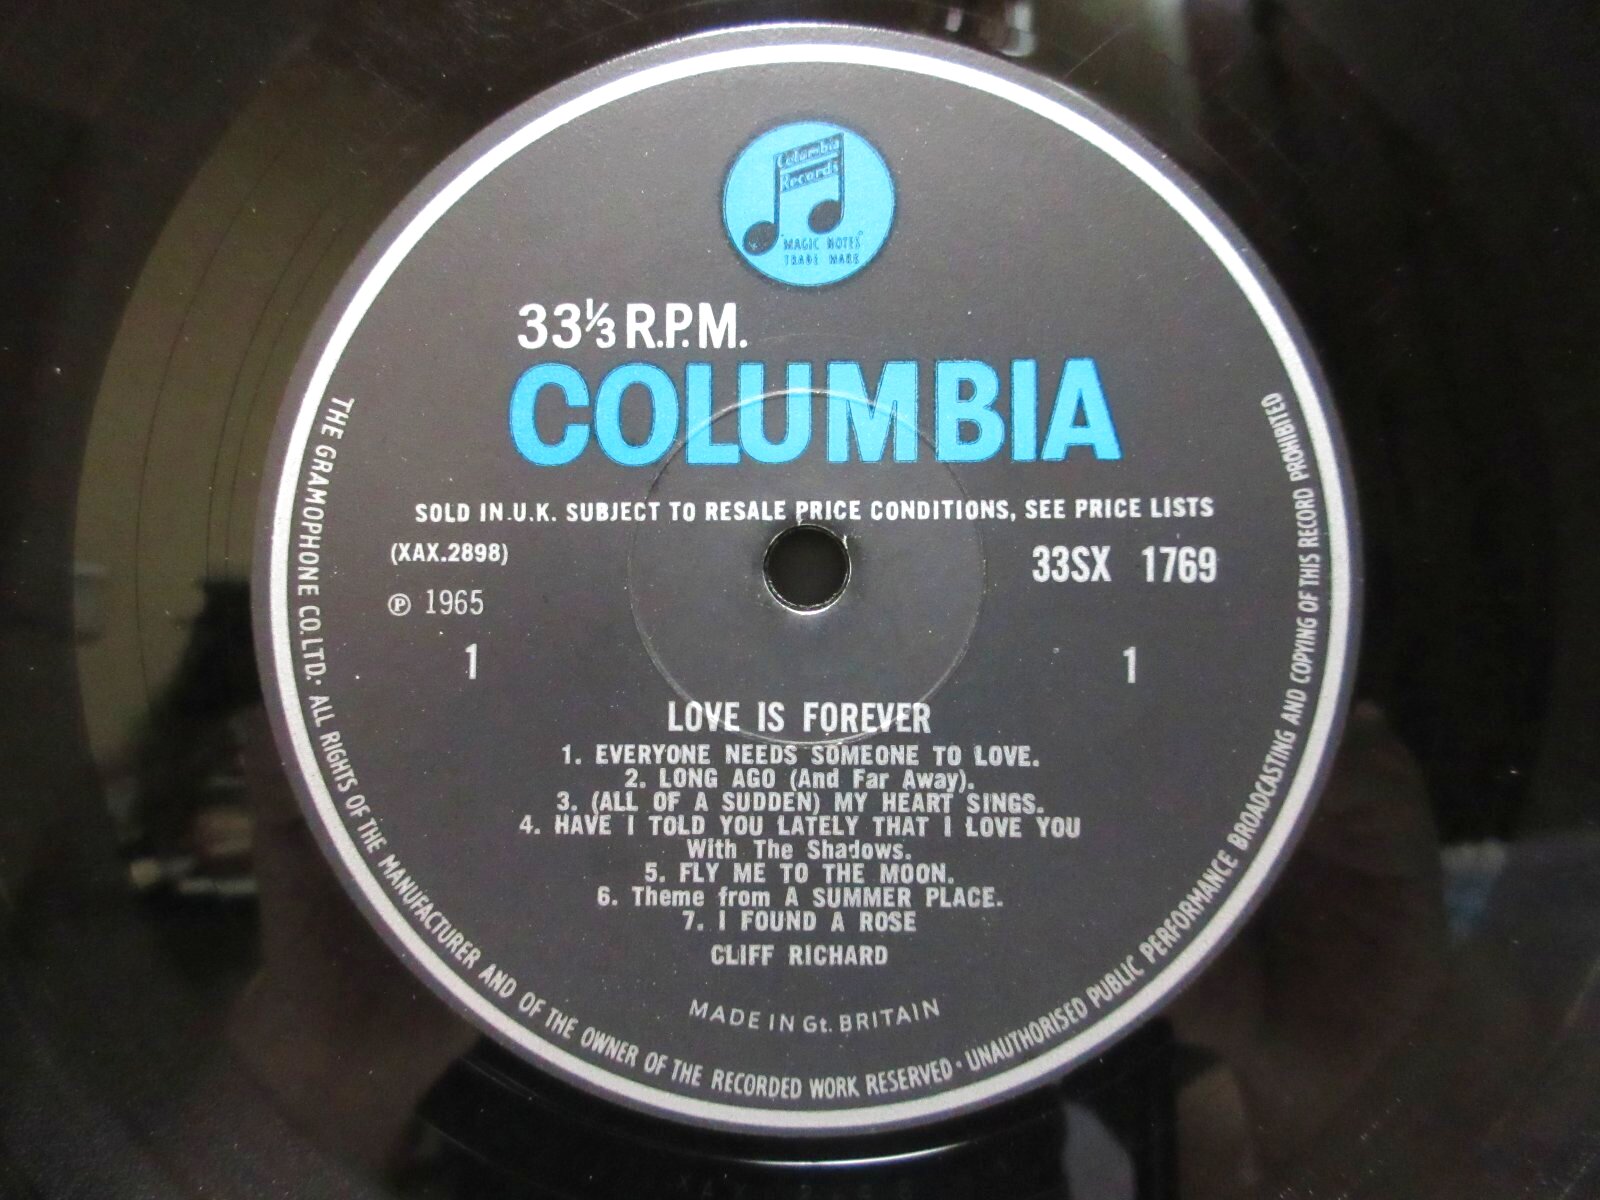 Columbia
Records
"MAGIC NOTES"
TRADE MARK
33⅓ R.P.M.
COLUMBIA
SOLD IN U.K. SUBJECT TO RESALE PRICE CONDITIONS, SEE PRICE LISTS
(XAX.2898)
33SX 1769
℗ 1965
1
1
LOVE IS FOREVER
1. EVERYONE NEEDS SOMEONE TO LOVE.
2. LONG AGO (And Far Away).
3. (ALL OF A SUDDEN) MY HEART SINGS.
4. HAVE I TOLD YOU LATELY THAT I LOVE YOU
With The Shadows.
5. FLY ME TO THE MOON.
6. Theme from A SUMMER PLACE.
7. I FOUND A ROSE
CLIFF RICHARD
MADE IN Gt. BRITAIN
THE GRAMOPHONE CO. LTD. · ALL RIGHTS OF THE MANUFACTURER AND OF THE OWNER OF THE RECORDED WORK RESERVED · UNAUTHORISED PUBLIC PERFORMANCE BROADCASTING AND COPYING OF THIS RECORD PROHIBITED